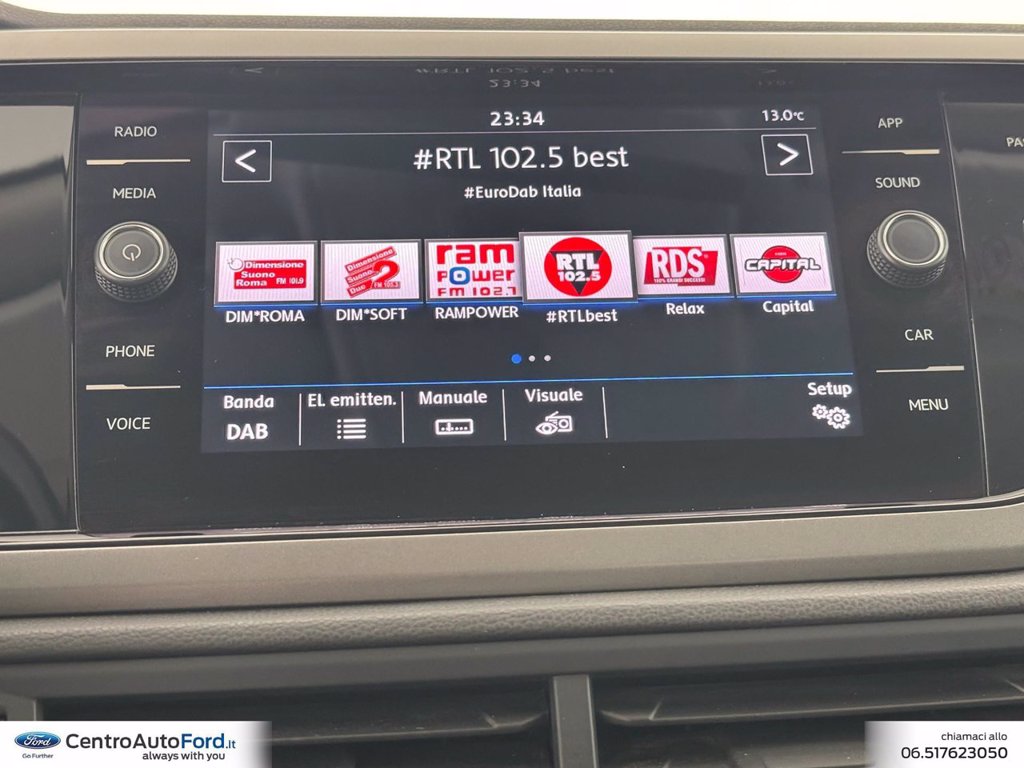 RADIO
MEDIA
PHONE
VOICE
23:34
13.0°C
<
#RTL 102.5 best
>
#EuroDab Italia
Dimensione
Suono
Roma FM 101.9
Dimensione
Suono
Due 2
ram
POWER
FM 102.7
RTL
102.5
RDS
100% GRANDI SUCCESSI
CAPITAL
DIM*ROMA
DIM*SOFT
RAMPOWER
#RTLbest
Relax
Capital
Banda
DAB
EL emitten.
Manuale
Visuale
Setup
APP
SOUND
CAR
MENU
Ford
Go Further
CentroAutoFord.it
always with you
chiamaci allo
06.517623050